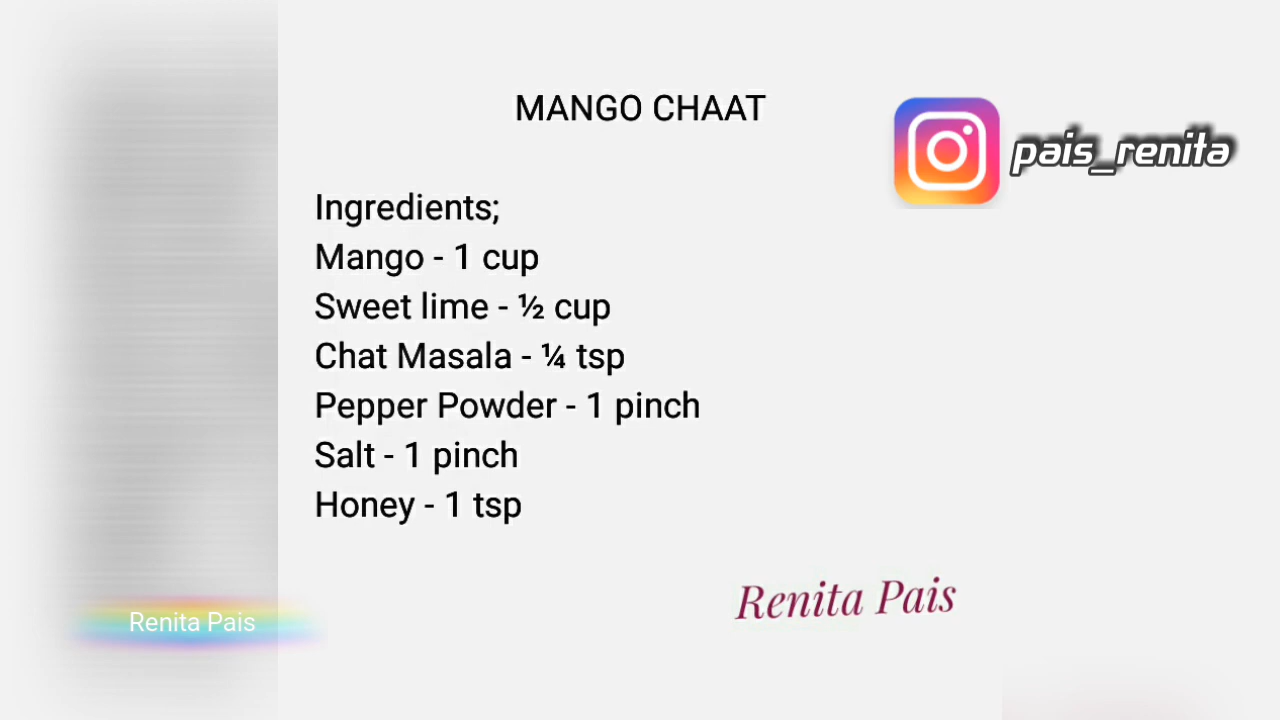 MANGO CHAAT
pais_renita
Ingredients;
Mango - 1 cup
Sweet lime - ½ cup
Chat Masala - ¼ tsp
Pepper Powder - 1 pinch
Salt - 1 pinch
Honey - 1 tsp
Renita Pais
Renita Pais